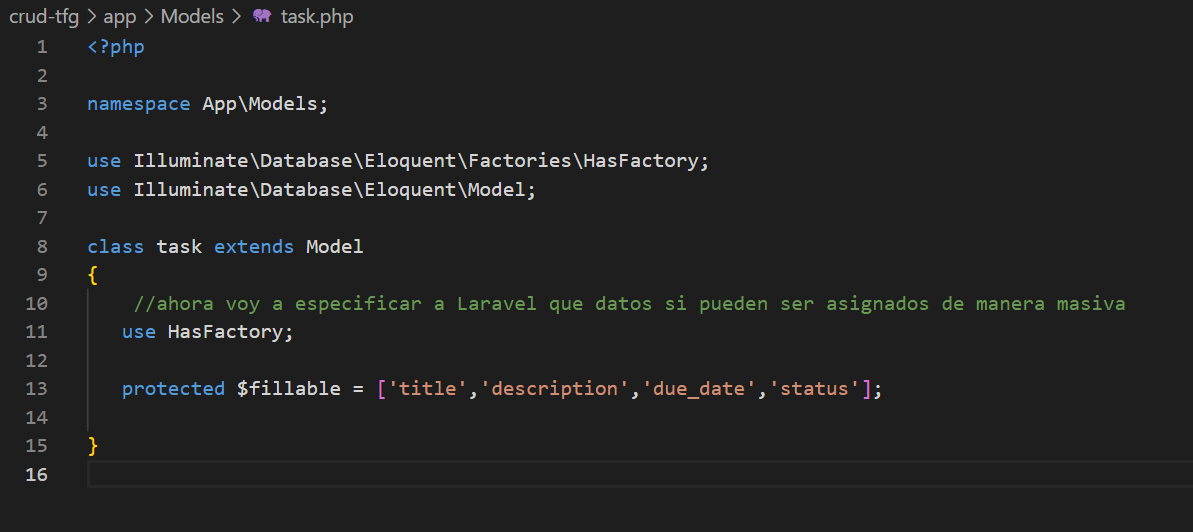 crud-tfg > app > Models > task.php
1 <?php
2
3 namespace App\Models;
4
5 use Illuminate\Database\Eloquent\Factories\HasFactory;
6 use Illuminate\Database\Eloquent\Model;
7
8 class task extends Model
9 {
10 //ahora voy a especificar a Laravel que datos si pueden ser asignados de manera masiva
11 use HasFactory;
12
13 protected $fillable = ['title','description','due_date','status'];
14
15 }
16